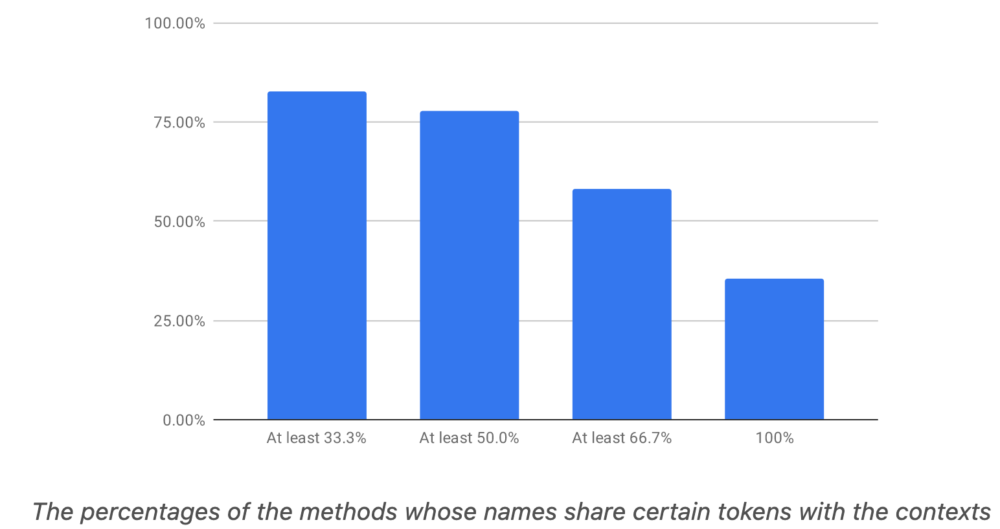 100.00%
75.00%
50.00%
25.00%
0.00%
At least 33.3% At least 50.0% At least 66.7% 100%
The percentages of the methods whose names share certain tokens with the contexts